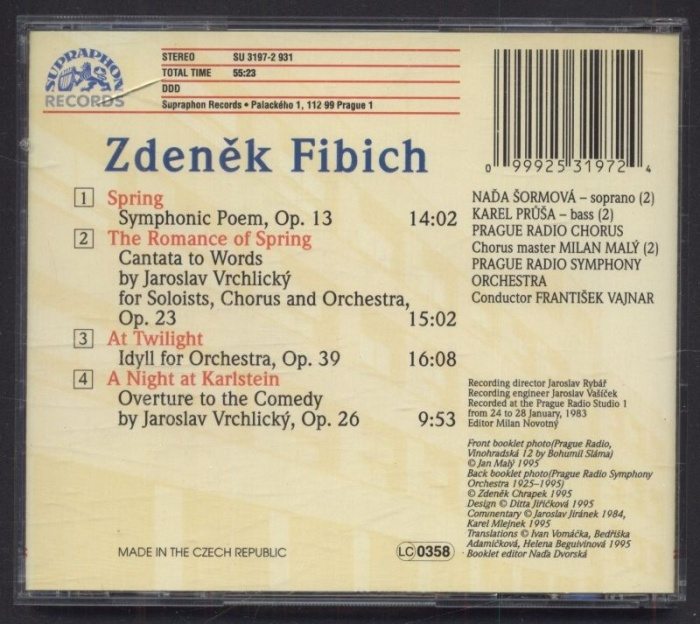 SUPRAPHON
RECORDS
STEREO SU 3197-2 931
TOTAL TIME 55:23
DDD
Supraphon Records • Palackého 1, 112 99 Prague 1
0 99925 31972 4
Zdeněk Fibich
1 Spring
Symphonic Poem, Op. 13 14:02
2 The Romance of Spring
Cantata to Words
by Jaroslav Vrchlický
for Soloists, Chorus and Orchestra,
Op. 23 15:02
3 At Twilight
Idyll for Orchestra, Op. 39 16:08
4 A Night at Karlstein
Overture to the Comedy
by Jaroslav Vrchlický, Op. 26 9:53
NAĎA ŠORMOVÁ – soprano (2)
KAREL PRŮŠA – bass (2)
PRAGUE RADIO CHORUS
Chorus master MILAN MALÝ (2)
PRAGUE RADIO SYMPHONY
ORCHESTRA
Conductor FRANTIŠEK VAJNAR
Recording director Jaroslav Rybář
Recording engineer Jaroslav Vašíček
Recorded at the Prague Radio Studio 1
from 24 to 28 January, 1983
Editor Milan Novotný
Front booklet photo(Prague Radio,
Vinohradská 12 by Bohumil Sláma)
© Jan Malý 1995
Back booklet photo(Prague Radio Symphony
Orchestra 1925–1995)
© Zdeněk Chrapek 1995
Design © Ditta Jiřičková 1995
Commentary © Jaroslav Jiránek 1984,
Karel Mlejnek 1995
Translations © Ivan Vomáčka, Bedřiška
Adamičková, Helena Beguivinová 1995
Booklet editor Naďa Dvorská
MADE IN THE CZECH REPUBLIC
LC 0358